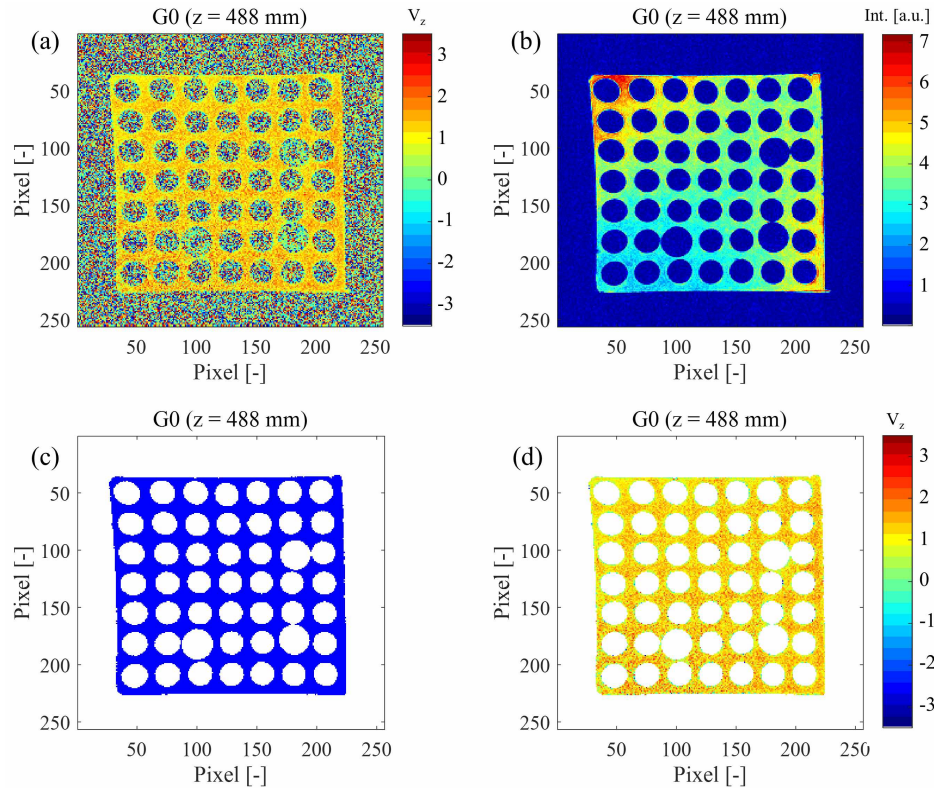 G0 (z = 488 mm) V_z
(a)
3
2
1
0
-1
-2
-3
50
100
150
200
250
Pixel [-]
50 100 150 200 250
Pixel [-]
G0 (z = 488 mm) Int. [a.u.]
(b)
7
6
5
4
3
2
1
50
100
150
200
250
Pixel [-]
50 100 150 200 250
Pixel [-]
G0 (z = 488 mm)
(c)
50
100
150
200
250
Pixel [-]
50 100 150 200 250
Pixel [-]
G0 (z = 488 mm) V_z
(d)
3
2
1
0
-1
-2
-3
50
100
150
200
250
Pixel [-]
50 100 150 200 250
Pixel [-]